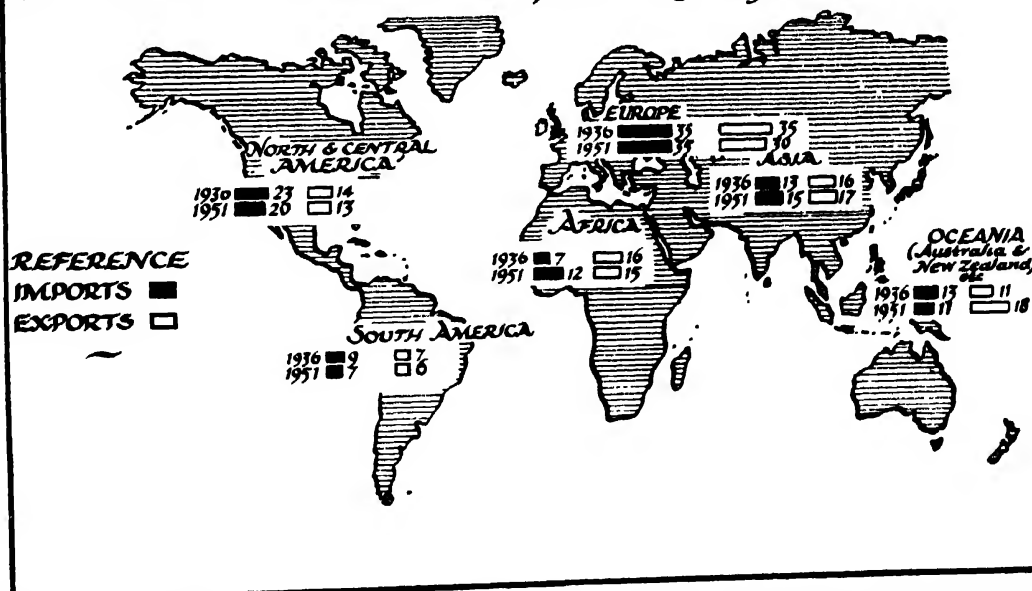 EUROPE
1936 35 35
1951 35 30
NORTH & CENTRAL
AMERICA
1936 23 14
1951 20 13
ASIA
1936 13 16
1951 15 17
AFRICA
1936 7 16
1951 12 15
OCEANIA
(Australia &
New Zealand)
etc
1936 13 11
1951 11 18
REFERENCE
IMPORTS
EXPORTS
SOUTH AMERICA
1936 9 7
1951 7 6